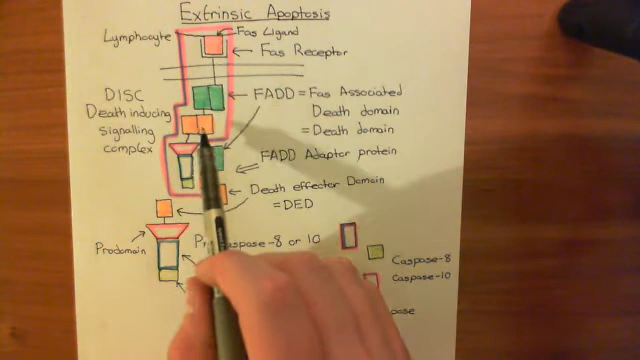 Extrinsic Apoptosis
Lymphocyte
Fas Ligand
Fas Receptor
DISC
Death inducing
signalling
complex
FADD = Fas Associated
Death domain
= Death domain
FADD Adaptor protein
Death effector Domain
= DED
Prodomain
caspase-8 or 10
Caspase-8
Caspase-10